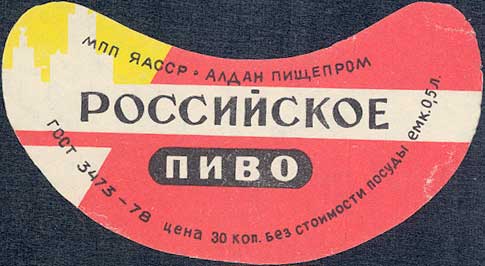 МПП ЯАССР • АЛДАН ПИЩЕПРОМ
РОССИЙСКОЕ
ПИВО
ГОСТ 3473-78 цена 30 коп. Без стоимости посуды емк. 0,5 л.